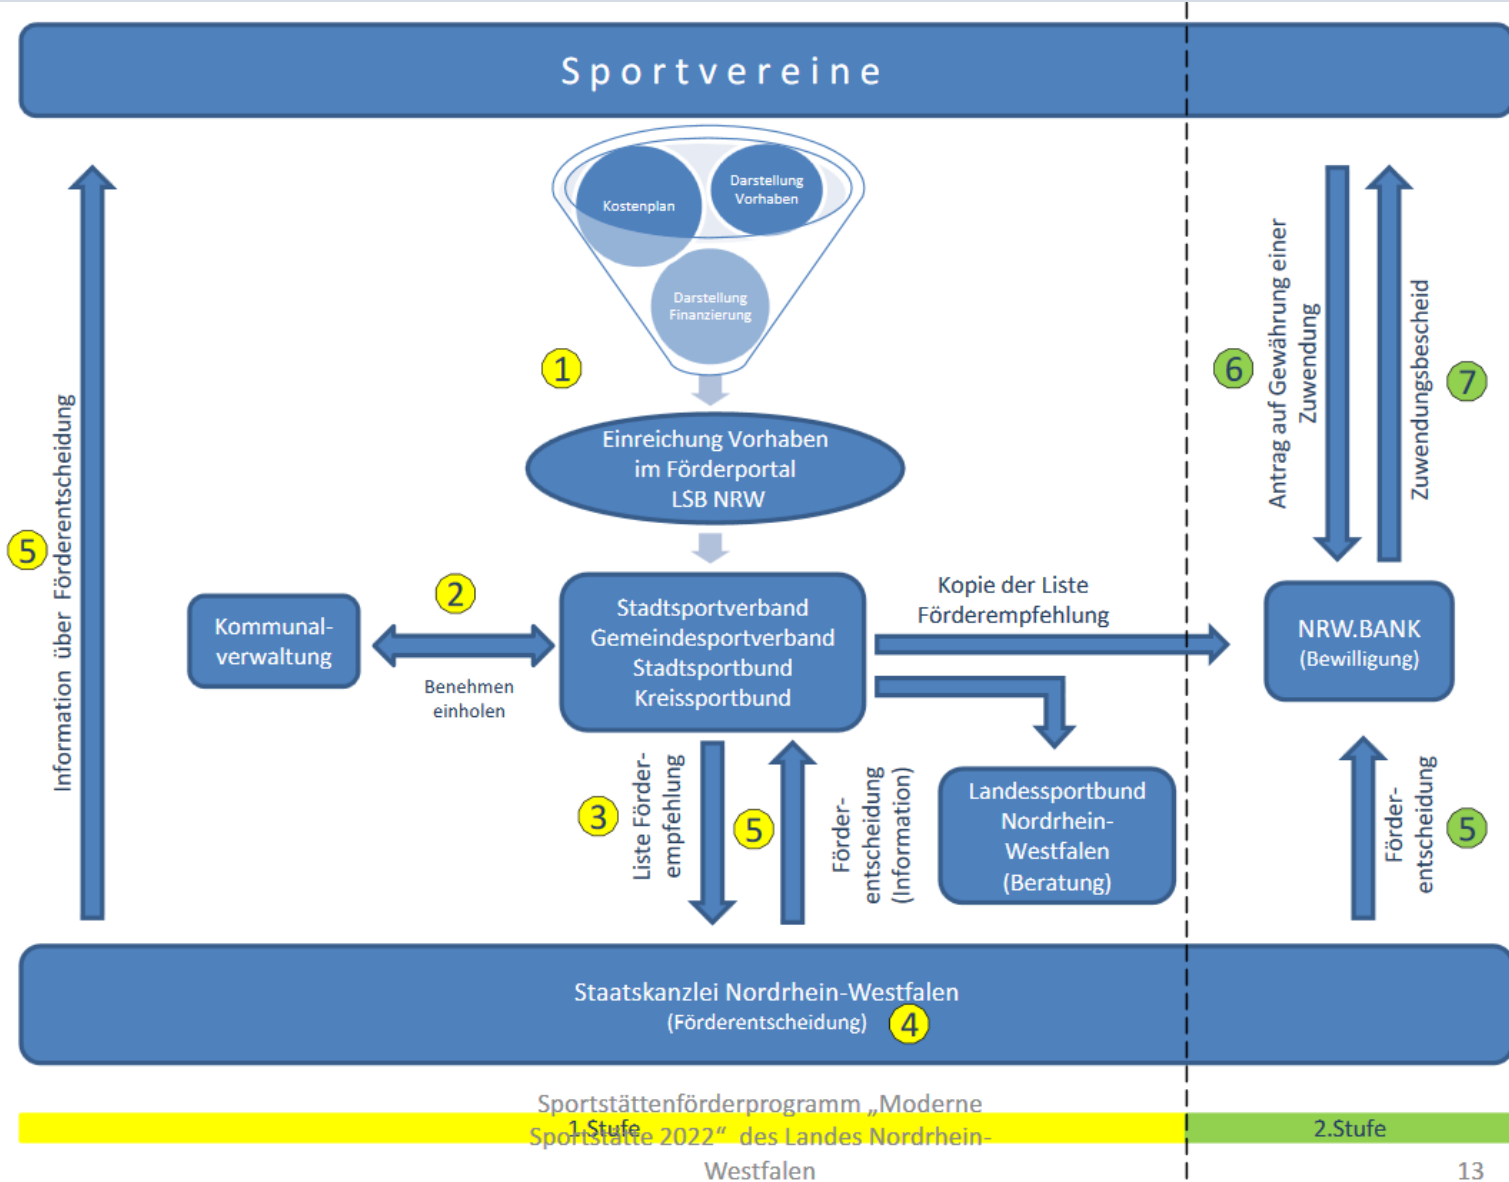 Sportvereine
Kostenplan
Darstellung
Vorhaben
Darstellung
Finanzierung
1
Einreichung Vorhaben
im Förderportal
LSB NRW
5
Information über Förderentscheidung
Kommunal-
verwaltung
2
Benehmen
einholen
Stadtsportverband
Gemeindesportverband
Stadtsportbund
Kreissportbund
Kopie der Liste
Förderempfehlung
6
Antrag auf Gewährung einer
Zuwendung
Zuwendungsbescheid
7
NRW.BANK
(Bewilligung)
3
Liste Förder-
empfehlung
5
Förder-
entscheidung
(Information)
Landessportbund
Nordrhein-
Westfalen
(Beratung)
Förder-
entscheidung
5
Staatskanzlei Nordrhein-Westfalen
(Förderentscheidung)
4
1.Stufe
2.Stufe
Sportstättenförderprogramm „Moderne
Sportstätte 2022“ des Landes Nordrhein-
Westfalen
13